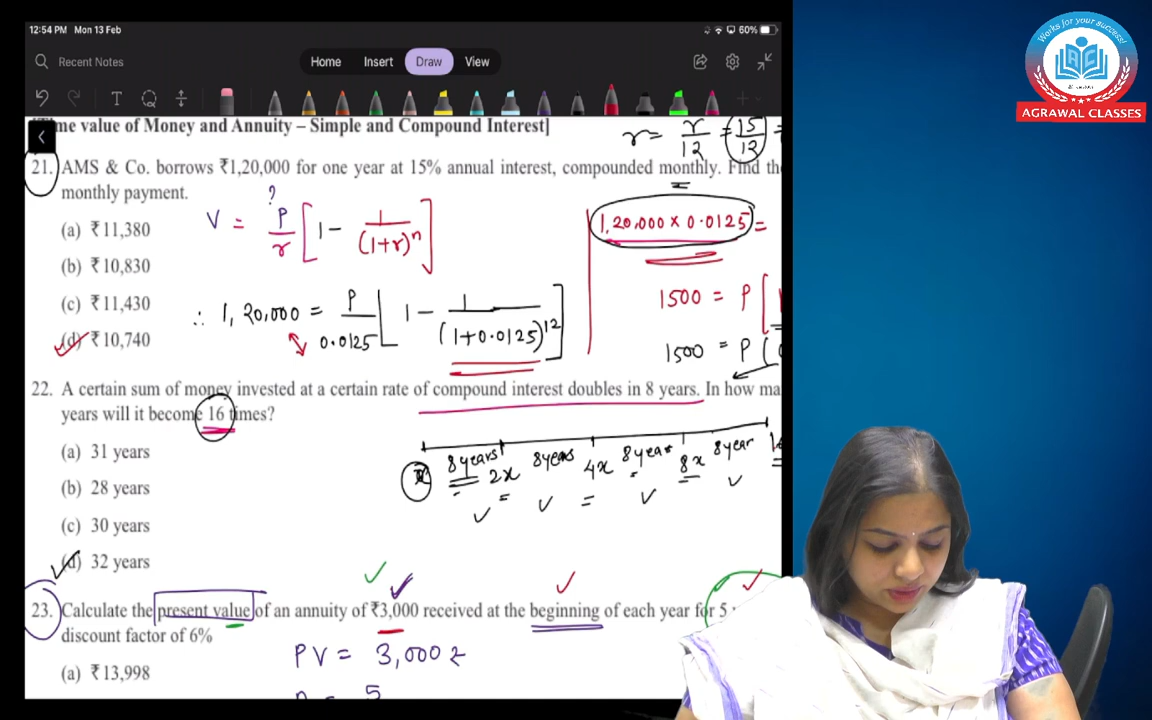 12:54 PM Mon 13 Feb
60%
Recent Notes
Home Insert Draw View
Works for your success!
AC
AGRAWAL CLASSES
me value of Money and Annuity – Simple and Compound Interest]
r = r/12 = 15/12 =
21. AMS & Co. borrows ₹1,20,000 for one year at 15% annual interest, compounded monthly. Find th
monthly payment.
?
V = P/r [ 1 - 1/(1+r)^n ]
1,20,000 × 0.0125 =
(a) ₹11,380
(b) ₹10,830
(c) ₹11,430
(d) ₹10,740
∴ 1,20,000 = P/0.0125 [ 1 - 1/(1+0.0125)^12 ]
1500 = P [
1500 = P (
22. A certain sum of money invested at a certain rate of compound interest doubles in 8 years. In how ma
years will it become 16 times?
(a) 31 years
(b) 28 years
(c) 30 years
(d) 32 years
8 years 2x 8 years 4x 8 years 8x 8 year
23. Calculate the present value of an annuity of ₹3,000 received at the beginning of each year for 5
discount factor of 6%
(a) ₹13,998
PV = 3,000
5